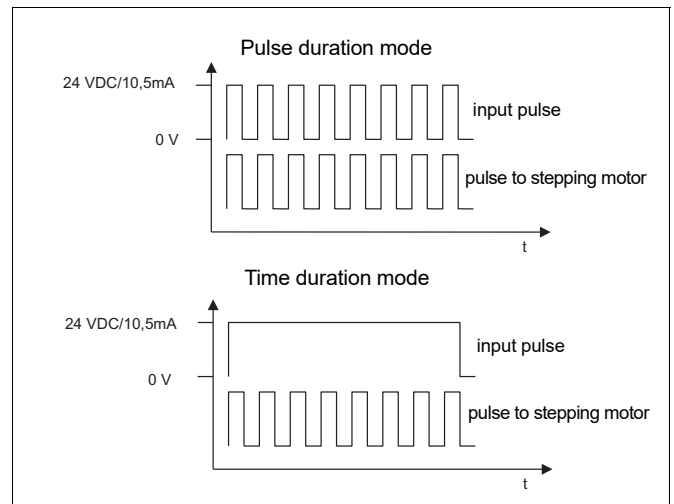 Pulse duration mode
24 VDC/10,5mA
input pulse
0 V
pulse to stepping motor
t
Time duration mode
24 VDC/10,5mA
input pulse
0 V
pulse to stepping motor
t